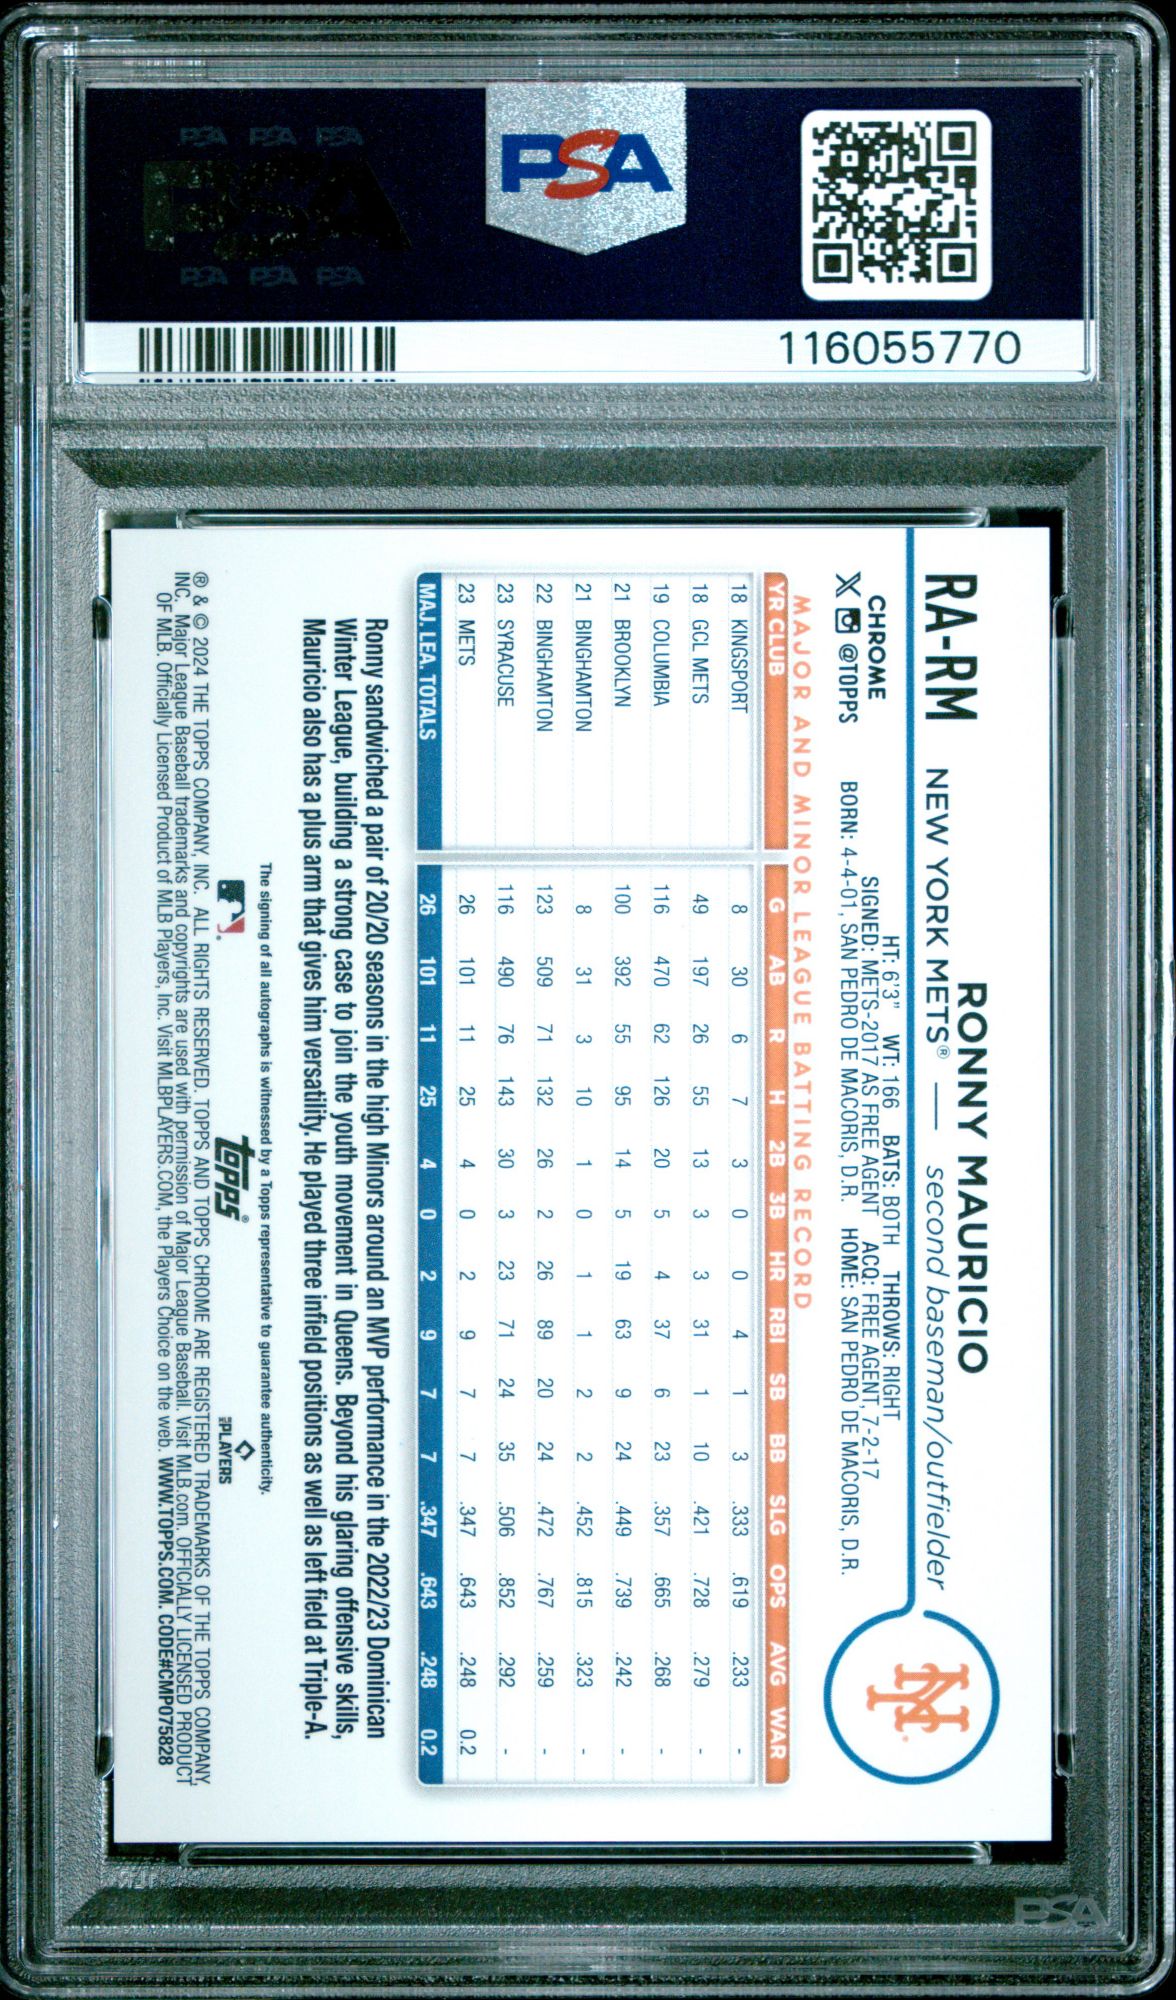 PSA PSA PSA
PSA
PSA PSA PSA
PSA
116055770
RA-RM
RONNY MAURICIO
NEW YORK METS® — second baseman/outfielder
CHROME
X @TOPPS
HT: 6'3" WT: 166 BATS: BOTH THROWS: RIGHT
SIGNED: METS-2017 AS FREE AGENT ACQ: FREE AGENT, 7-2-17
BORN: 4-4-01, SAN PEDRO DE MACORIS, D.R. HOME: SAN PEDRO DE MACORIS, D.R.
NY
MAJOR AND MINOR LEAGUE BATTING RECORD
YR CLUB G AB R H 2B 3B HR RBI SB BB SLG OPS AVG WAR
18 KINGSPORT 8 30 6 7 3 0 0 4 1 3 .333 .619 .233 -
18 GCL METS 49 197 26 55 13 3 3 31 1 10 .421 .728 .279 -
19 COLUMBIA 116 470 62 126 20 5 4 37 6 23 .357 .665 .268 -
21 BROOKLYN 100 392 55 95 14 5 19 63 9 24 .449 .739 .242 -
21 BINGHAMTON 8 31 3 10 1 0 1 1 2 2 .452 .815 .323 -
22 BINGHAMTON 123 509 71 132 26 2 26 89 20 24 .472 .767 .259 -
23 SYRACUSE 116 490 76 143 30 3 23 71 24 35 .506 .852 .292 -
23 METS 26 101 11 25 4 0 2 9 7 7 .347 .643 .248 0.2
MAJ. LEA. TOTALS 26 101 11 25 4 0 2 9 7 7 .347 .643 .248 0.2
Ronny sandwiched a pair of 20/20 seasons in the high Minors around an MVP performance in the 2022/23 Dominican
Winter League, building a strong case to join the youth movement in Queens. Beyond his glaring offensive skills,
Mauricio also has a plus arm that gives him versatility. He played three infield positions as well as left field at Triple-A.
The signing of all autographs is witnessed by a Topps representative to guarantee authenticity.
topps®
PLAYERS
® & © 2024 THE TOPPS COMPANY, INC. ALL RIGHTS RESERVED. TOPPS AND TOPPS CHROME ARE REGISTERED TRADEMARKS OF THE TOPPS COMPANY,
INC. Major League Baseball trademarks and copyrights are used with permission of Major League Baseball. Visit MLB.com. OFFICIALLY LICENSED PRODUCT
OF MLB. Officially Licensed Product of MLB Players, Inc. Visit MLBPLAYERS.COM, the Players Choice on the web. WWW.TOPPS.COM. CODE#CMP075828
PSA